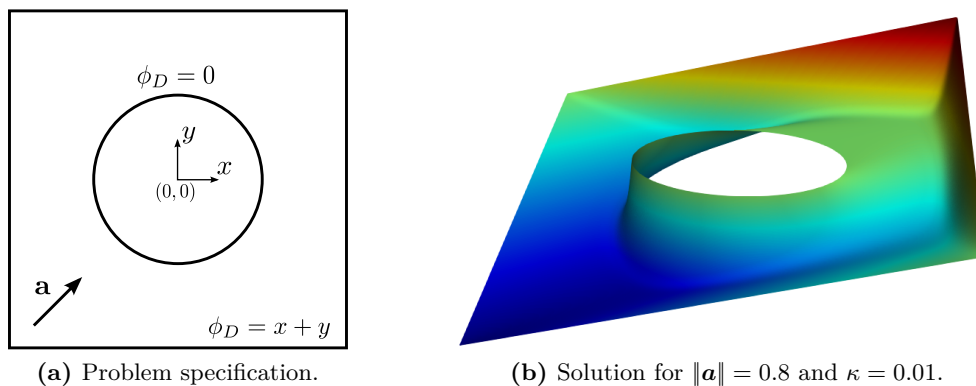 ϕ_D = 0
y
x
(0, 0)
a
ϕ_D = x + y
(a) Problem specification.
(b) Solution for ‖a‖ = 0.8 and κ = 0.01.